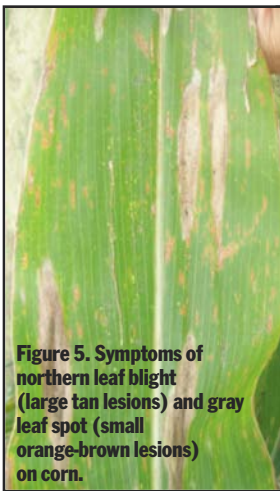 Figure 5. Symptoms of
northern leaf blight
(large tan lesions) and gray
leaf spot (small
orange-brown lesions)
on corn.